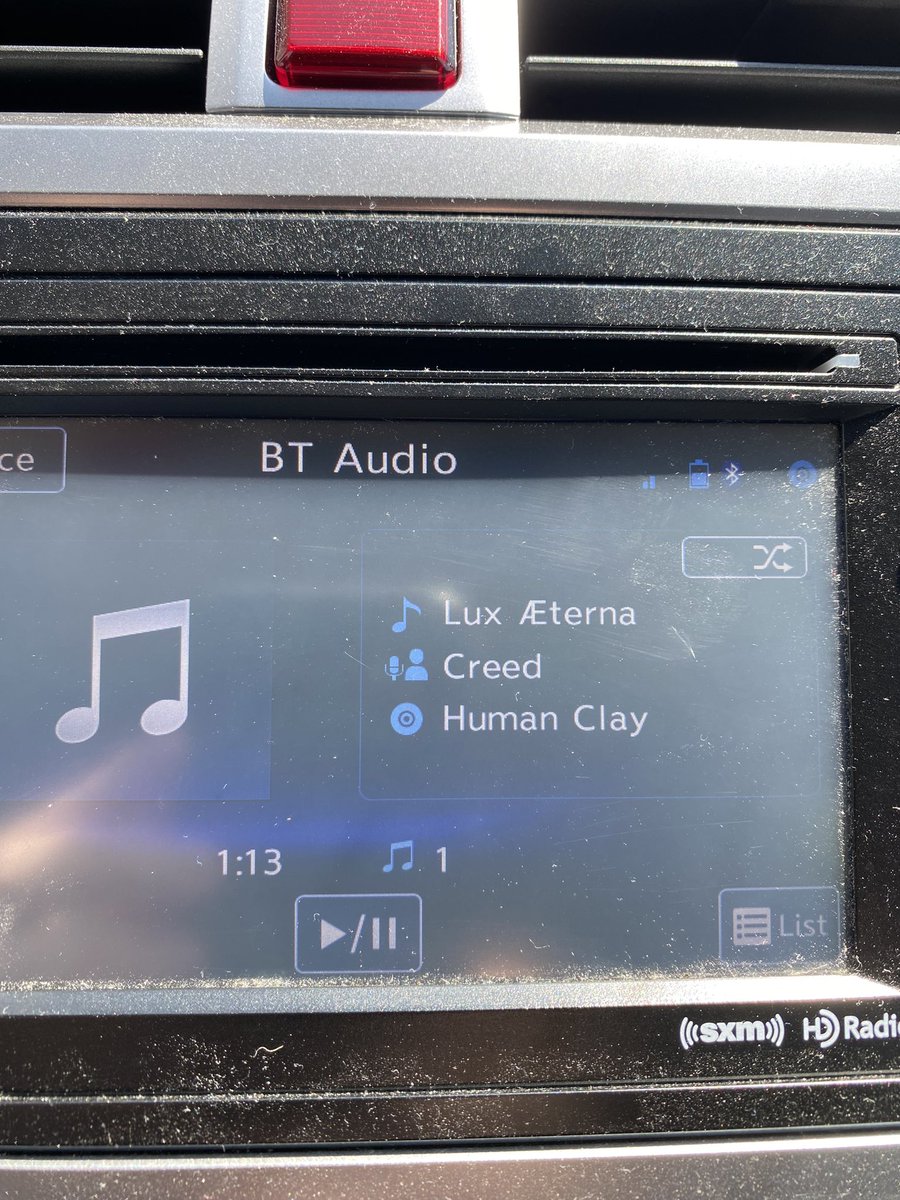 ce
BT Audio
Lux Æterna
Creed
Human Clay
1:13
1
List
sxm
HD Radio